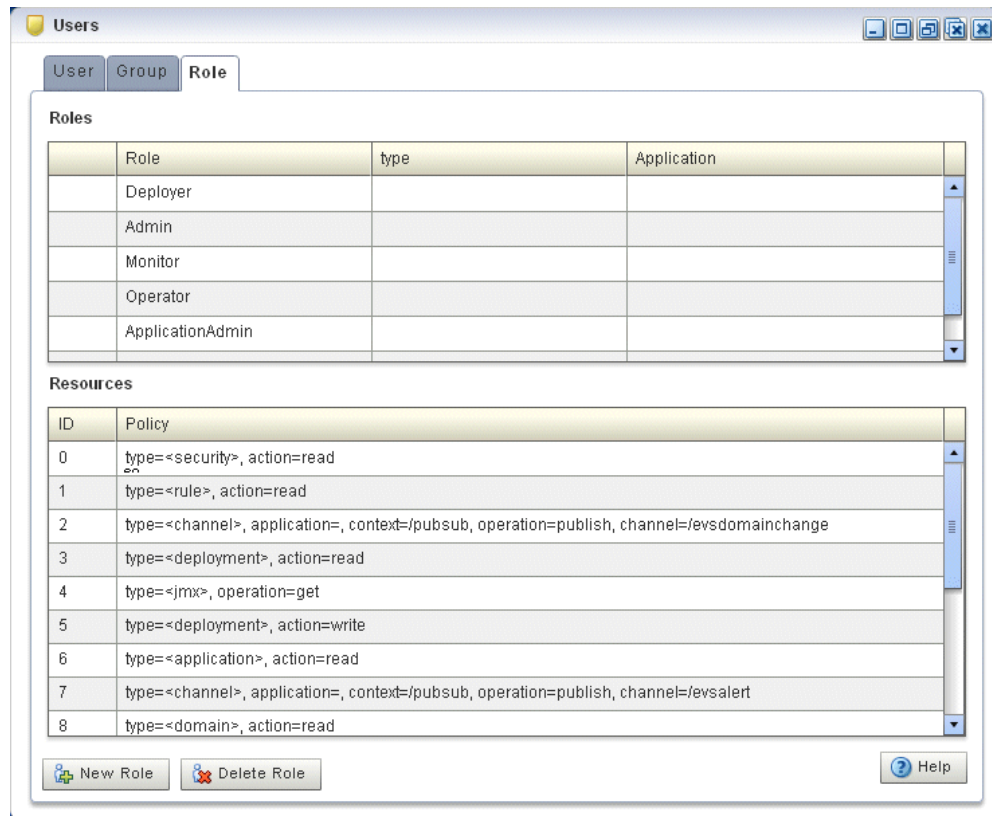 Users
User Group Role
Roles
Role type Application
Deployer
Admin
Monitor
Operator
ApplicationAdmin
Resources
ID Policy
0 type=<security>, action=read
1 type=<rule>, action=read
2 type=<channel>, application=, context=/pubsub, operation=publish, channel=/evsdomainchange
3 type=<deployment>, action=read
4 type=<jmx>, operation=get
5 type=<deployment>, action=write
6 type=<application>, action=read
7 type=<channel>, application=, context=/pubsub, operation=publish, channel=/evsalert
8 type=<domain>, action=read
New Role Delete Role Help